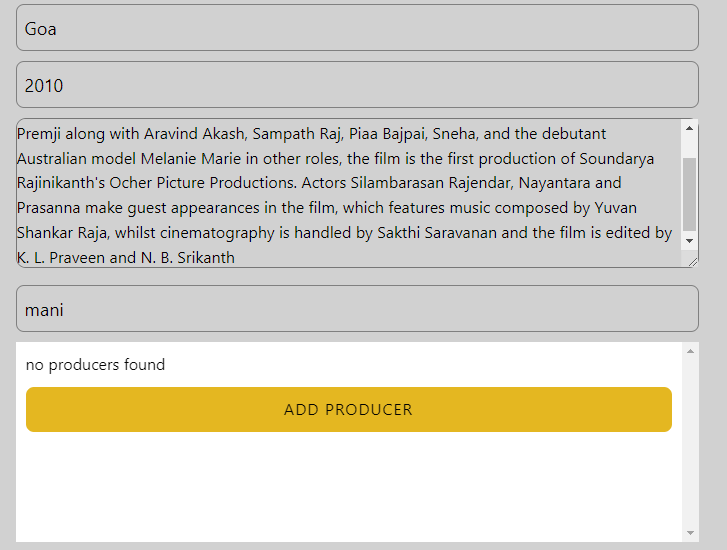 Goa
2010
Premji along with Aravind Akash, Sampath Raj, Piaa Bajpai, Sneha, and the debutant
Australian model Melanie Marie in other roles, the film is the first production of Soundarya
Rajinikanth's Ocher Picture Productions. Actors Silambarasan Rajendar, Nayantara and
Prasanna make guest appearances in the film, which features music composed by Yuvan
Shankar Raja, whilst cinematography is handled by Sakthi Saravanan and the film is edited by
K. L. Praveen and N. B. Srikanth
mani
no producers found
ADD PRODUCER